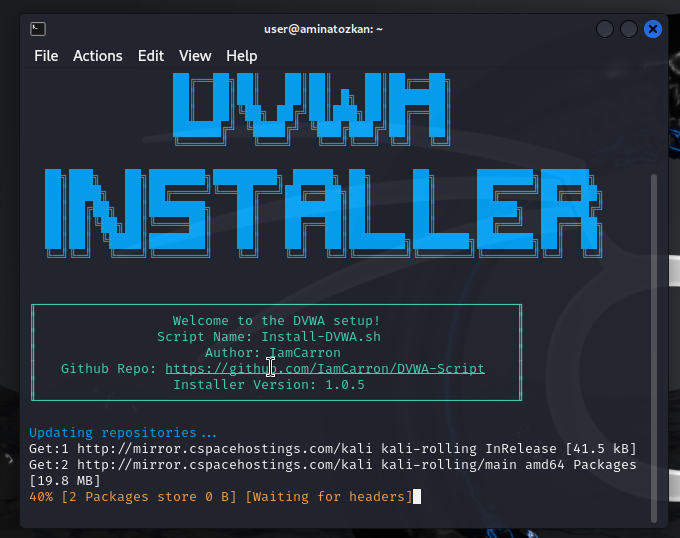 user@aminatozkan: ~
File Actions Edit View Help
DVWA
INSTALLER
Welcome to the DVWA setup!
Script Name: Install-DVWA.sh
Author: IamCarron
Github Repo: https://github.com/IamCarron/DVWA-Script
Installer Version: 1.0.5
Updating repositories...
Get:1 http://mirror.cspacehostings.com/kali kali-rolling InRelease [41.5 kB]
Get:2 http://mirror.cspacehostings.com/kali kali-rolling/main amd64 Packages
[19.8 MB]
40% [2 Packages store 0 B] [Waiting for headers]